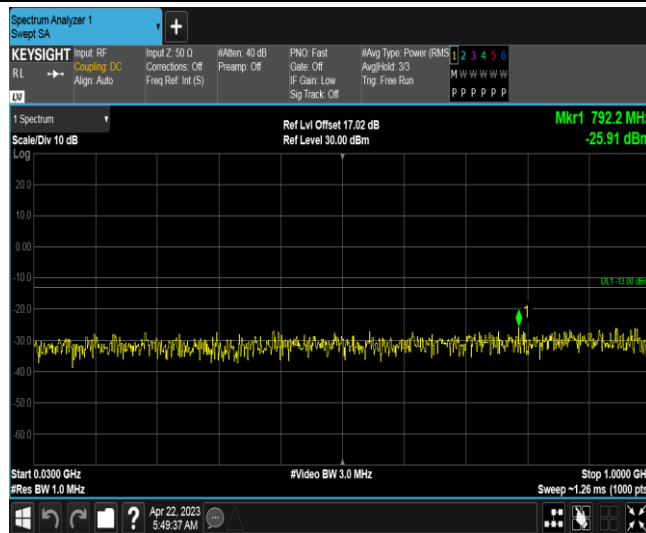 Spectrum Analyzer 1
Swept SA
+
KEYSIGHT
RL
LXI
Input: RF
Coupling: DC
Align: Auto
Input Z: 50 Ω
Corrections: Off
Freq Ref: Int (S)
#Atten: 40 dB
Preamp: Off
PNO: Fast
Gate: Off
IF Gain: Low
Sig Track: Off
#Avg Type: Power (RMS
Avg|Hold: 3/3
Trig: Free Run
1 2 3 4 5 6
M W W W W W
P P P P P P
1 Spectrum
Scale/Div 10 dB
Ref Lvl Offset 17.02 dB
Ref Level 30.00 dBm
Mkr1 792.2 MHz
-25.91 dBm
Log
20.0
10.0
0.00
-10.0
DL1 -13.00 dBm
-20.0
1
-30.0
-40.0
-50.0
-60.0
Start 0.0300 GHz
#Res BW 1.0 MHz
#Video BW 3.0 MHz
Stop 1.0000 GHz
Sweep ~1.26 ms (1000 pts)
?
Apr 22, 2023
5:49:37 AM